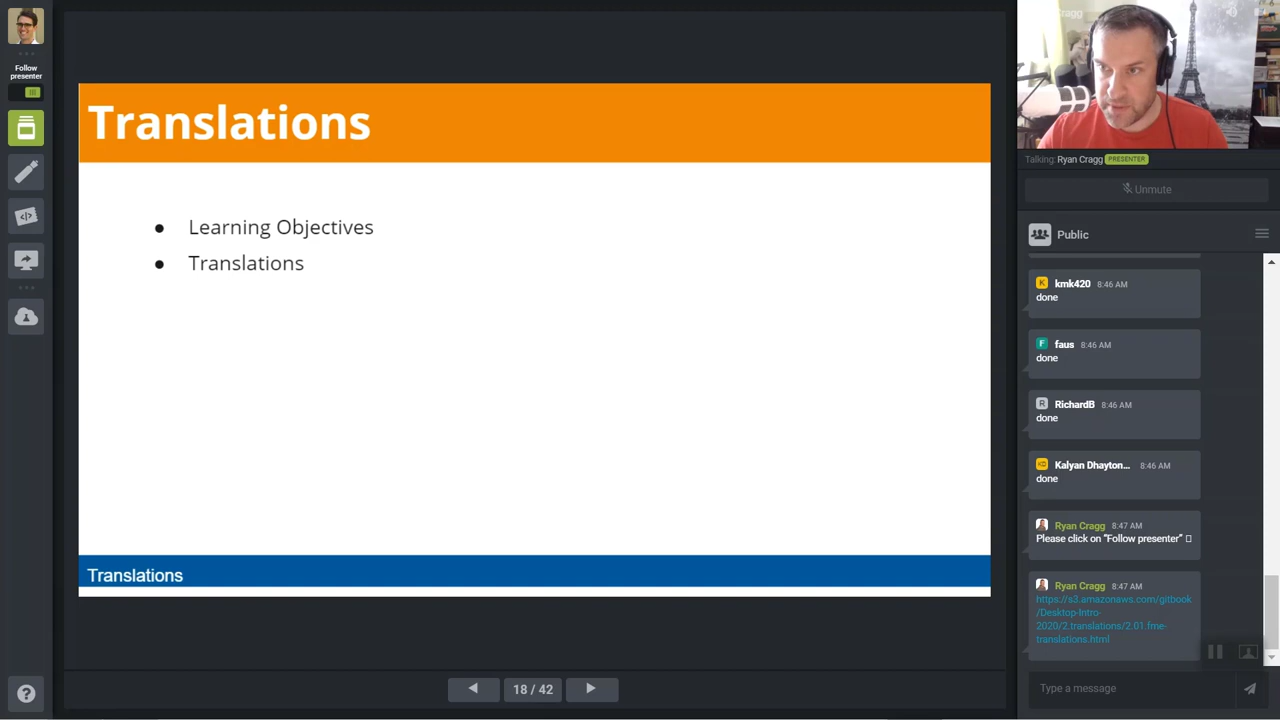 Follow
presenter
Translations
● Learning Objectives
● Translations
Translations
18 / 42
Cragg
Talking: Ryan Cragg PRESENTER
Unmute
Public
K kmk420 8:46 AM
done
F faus 8:46 AM
done
R RichardB 8:46 AM
done
KD Kalyan Dhayton... 8:46 AM
done
Ryan Cragg 8:47 AM
Please click on “Follow presenter”
Ryan Cragg 8:47 AM
https://s3.amazonaws.com/gitbook
/Desktop-Intro-
2020/2.translations/2.01.fme-
translations.html
Type a message